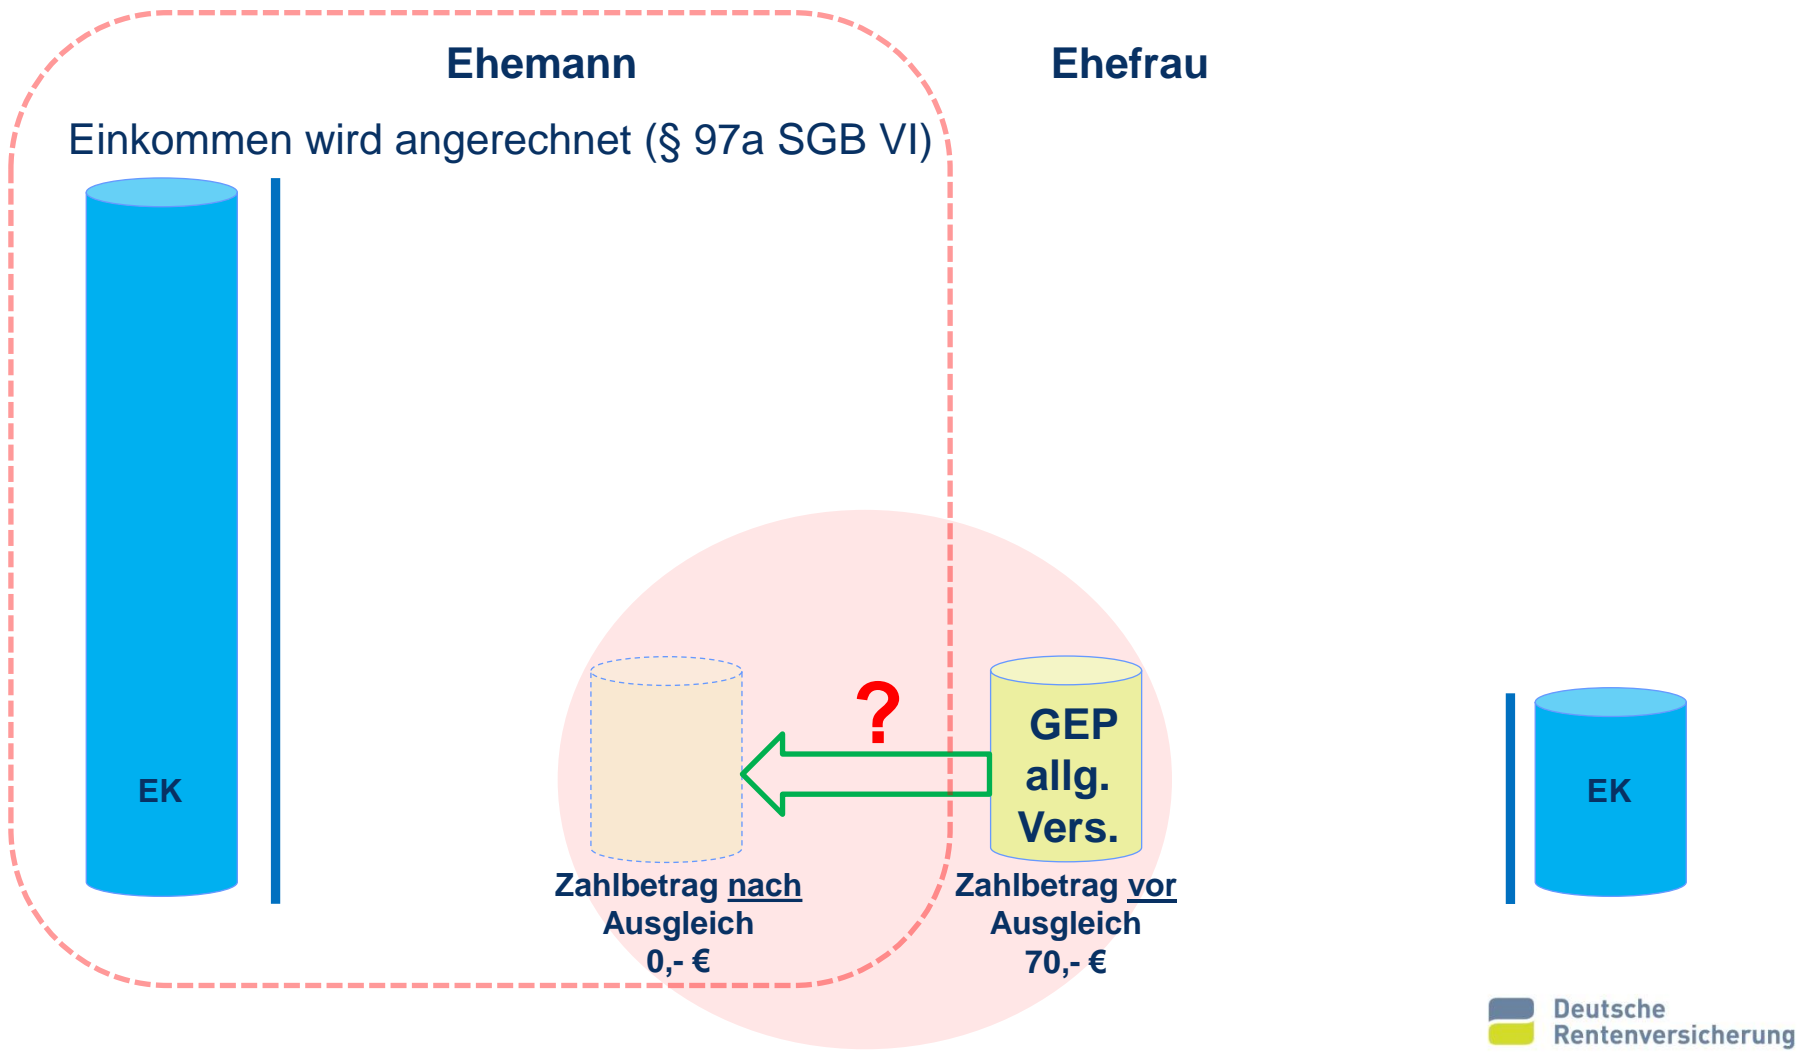 Ehemann
Ehefrau
Einkommen wird angerechnet (§ 97a SGB VI)
?
GEP
allg.
Vers.
EK
EK
Zahlbetrag nach
Ausgleich
0,- €
Zahlbetrag vor
Ausgleich
70,- €
Deutsche
Rentenversicherung